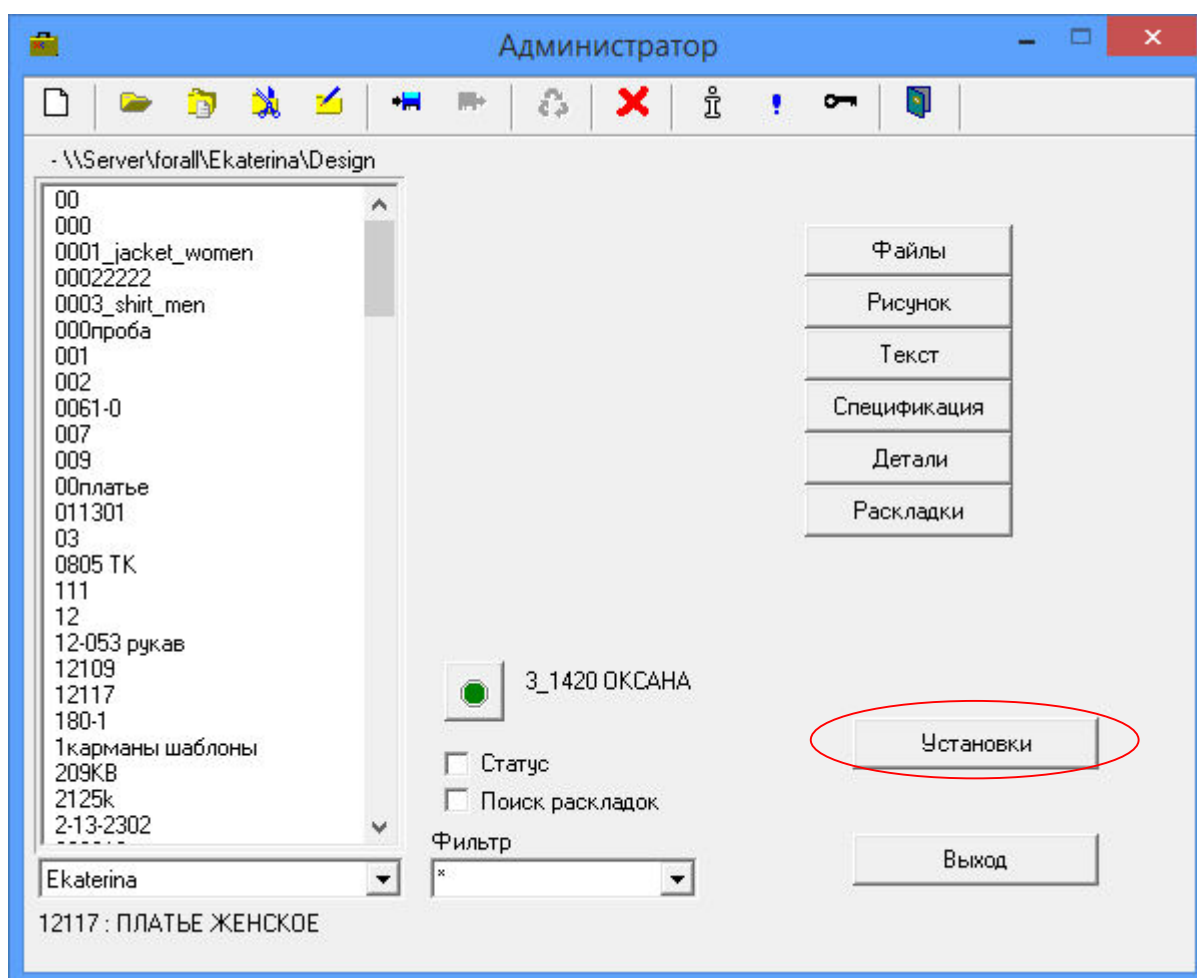 Администратор
- \\Server\forall\Ekaterina\Design
00
000
0001_jacket_women
00022222
0003_shirt_men
000проба
001
002
0061-0
007
009
00платье
011301
03
0805 ТК
111
12
12-053 рукав
12109
12117
180-1
1карманы шаблоны
209KB
2125k
2-13-2302
Ekaterina
12117 : ПЛАТЬЕ ЖЕНСКОЕ
3_1420 ОКСАНА
Статус
Поиск раскладок
Фильтр
*
Файлы
Рисунок
Текст
Спецификация
Детали
Раскладки
Установки
Выход